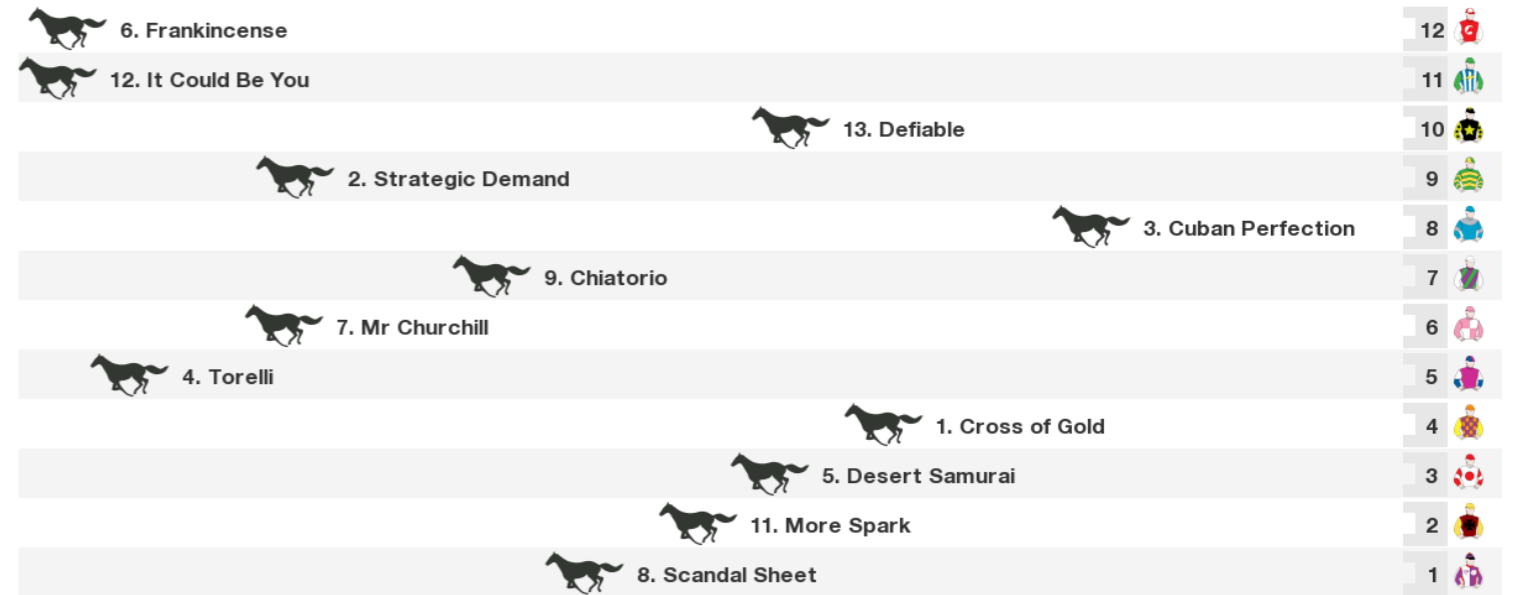 6. Frankincense 12
12. It Could Be You 11
13. Defiable 10
2. Strategic Demand 9
3. Cuban Perfection 8
9. Chiatorio 7
7. Mr Churchill 6
4. Torelli 5
1. Cross of Gold 4
5. Desert Samurai 3
11. More Spark 2
8. Scandal Sheet 1